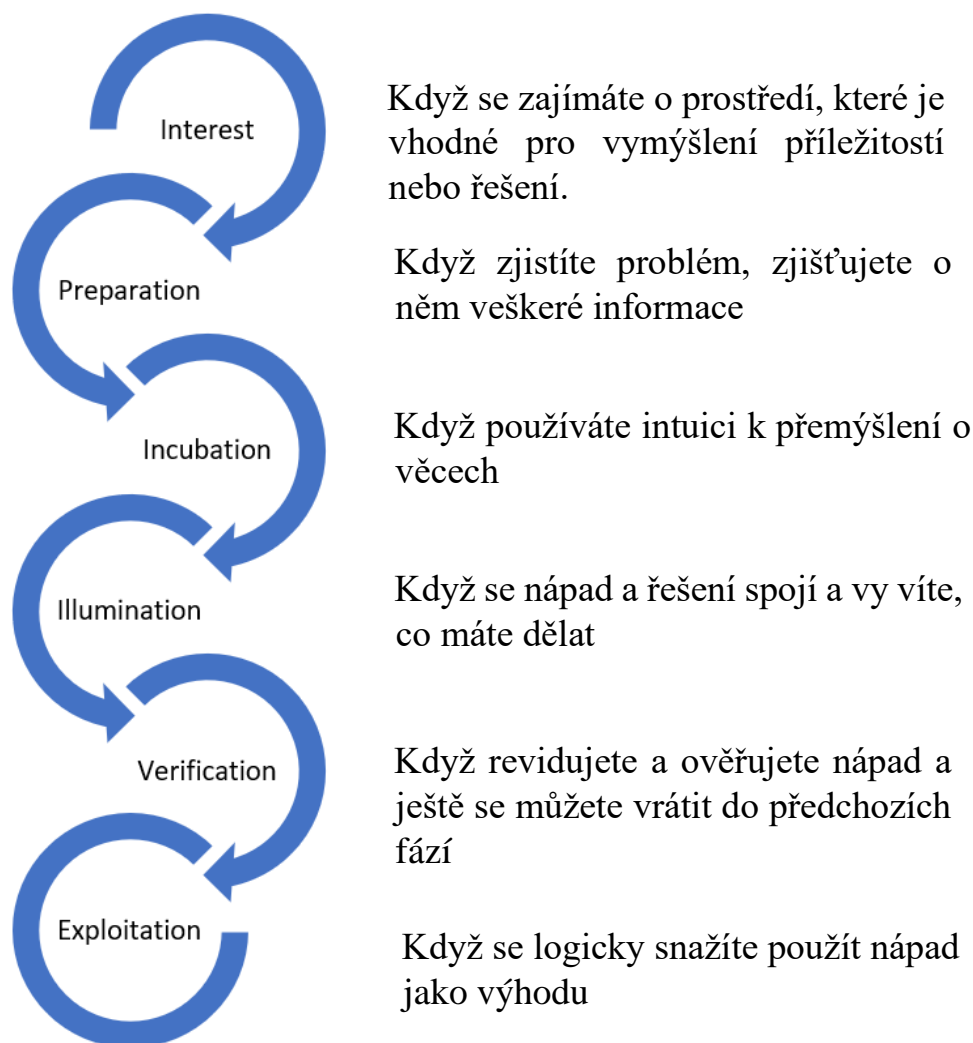 Interest
Když se zajímáte o prostředí, které je
vhodné pro vymýšlení příležitostí
nebo řešení.
Preparation
Když zjistíte problém, zjišťujete o
něm veškeré informace
Incubation
Když používáte intuici k přemýšlení o
věcech
Illumination
Když se nápad a řešení spojí a vy víte,
co máte dělat
Verification
Když revidujete a ověřujete nápad a
ještě se můžete vrátit do předchozích
fází
Exploitation
Když se logicky snažíte použít nápad
jako výhodu